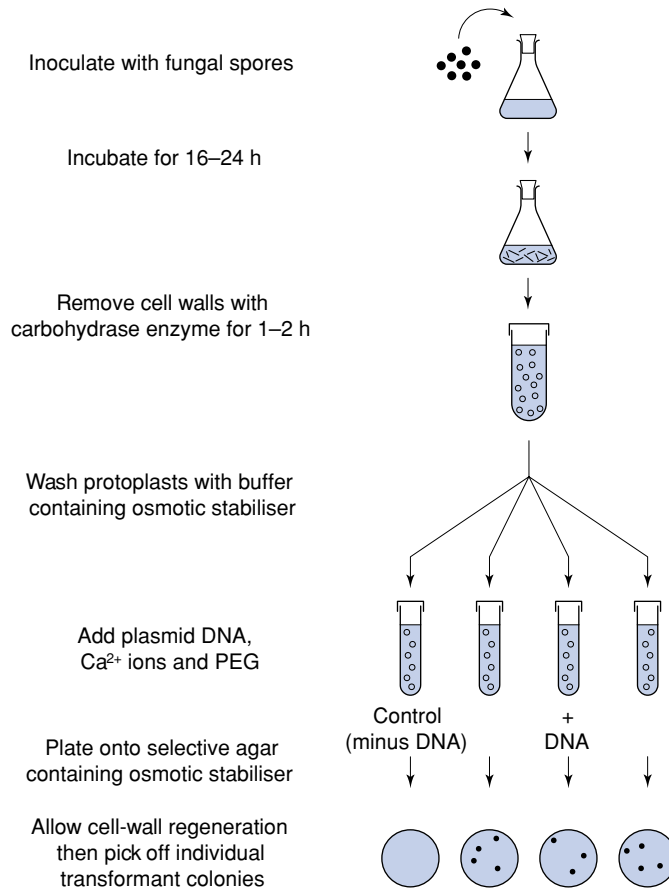 Inoculate with fungal spores
Incubate for 16–24 h
Remove cell walls with
carbohydrase enzyme for 1–2 h
Wash protoplasts with buffer
containing osmotic stabiliser
Add plasmid DNA,
Ca²⁺ ions and PEG
Control
(minus DNA)
+
DNA
Plate onto selective agar
containing osmotic stabiliser
Allow cell-wall regeneration
then pick off individual
transformant colonies